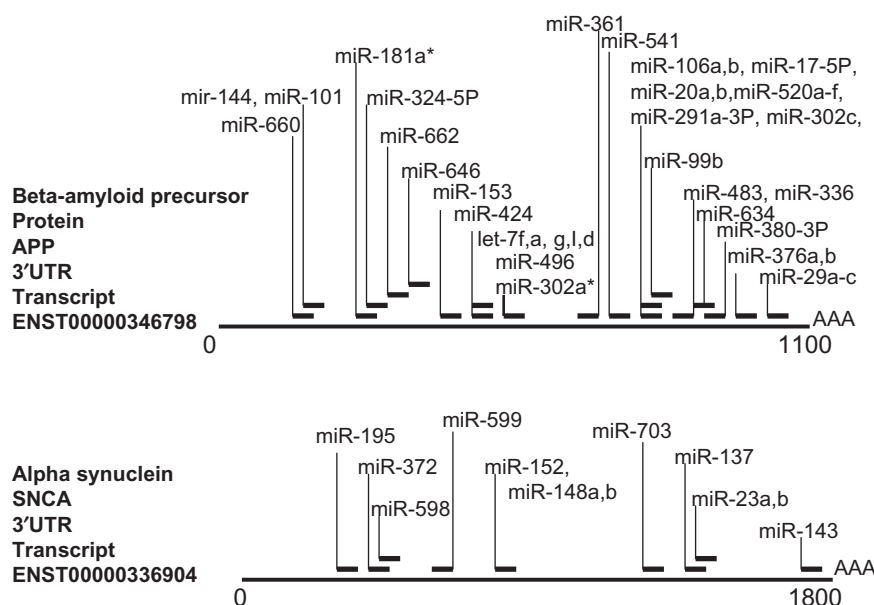 miR-361
miR-541
miR-181a*
miR-106a,b, miR-17-5P,
miR-20a,b,miR-520a-f,
miR-291a-3P, miR-302c,
mir-144, miR-101
miR-324-5P
miR-660
miR-662
miR-99b
miR-646
miR-153
miR-483, miR-336
miR-424
miR-634
let-7f,a, g,I,d
miR-380-3P
miR-496
miR-376a,b
miR-302a*
miR-29a-c
Beta-amyloid precursor
Protein
APP
3′UTR
Transcript
ENST00000346798
AAA
0
1100
miR-195
miR-599
miR-703
miR-372
miR-152,
miR-148a,b
miR-137
miR-598
miR-23a,b
miR-143
Alpha synuclein
SNCA
3′UTR
Transcript
ENST00000336904
AAA
0
1800